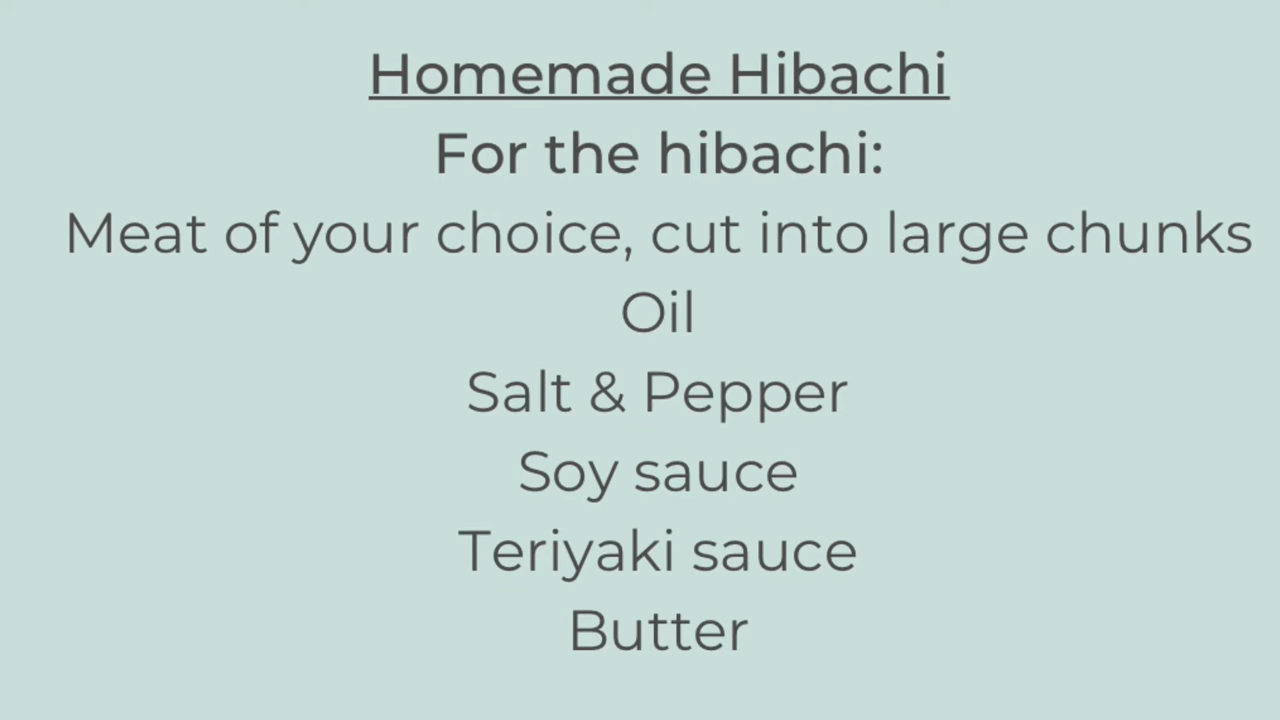 Homemade Hibachi
For the hibachi:
Meat of your choice, cut into large chunks
Oil
Salt & Pepper
Soy sauce
Teriyaki sauce
Butter